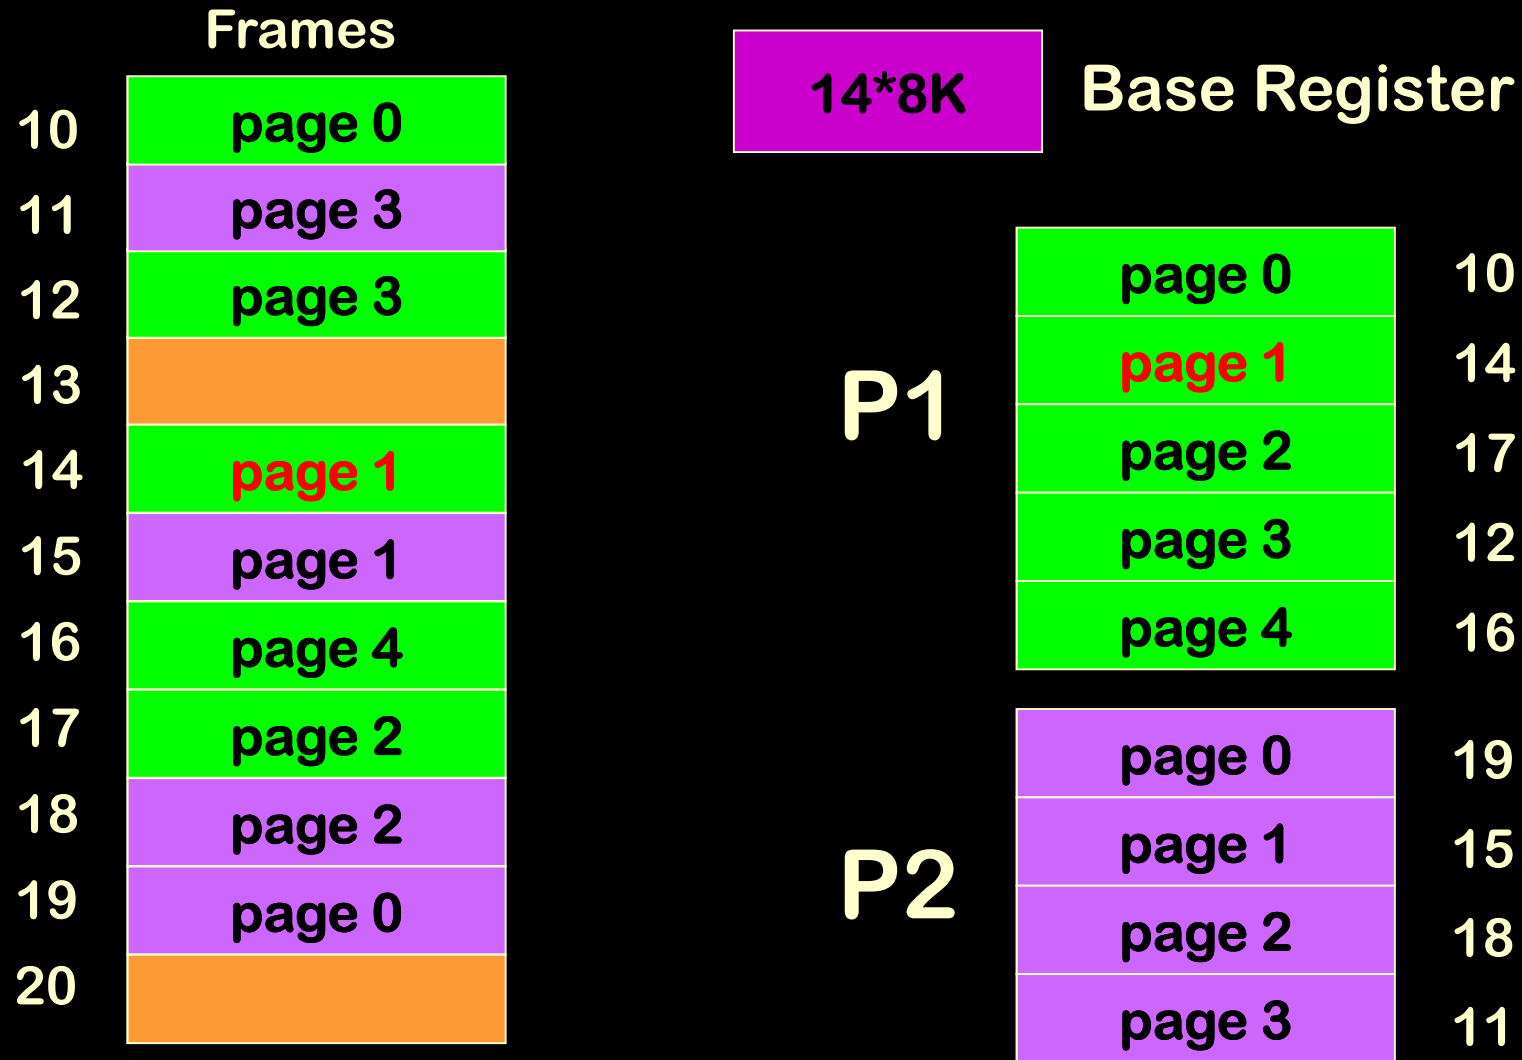 Frames
10 page 0
11 page 3
12 page 3
13
14 page 1
15 page 1
16 page 4
17 page 2
18 page 2
19 page 0
20
14*8K Base Register
P1
page 0 10
page 1 14
page 2 17
page 3 12
page 4 16
P2
page 0 19
page 1 15
page 2 18
page 3 11